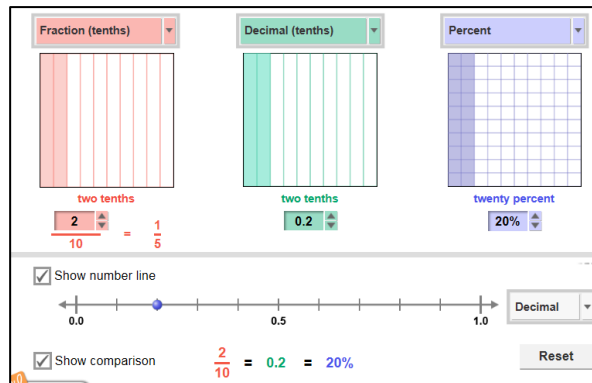 Fraction (tenths) Decimal (tenths) Percent
two tenths two tenths twenty percent
2 0.2 20%
10 = 1
5
Show number line
0.0 0.5 1.0 Decimal
Show comparison 2/10 = 0.2 = 20% Reset